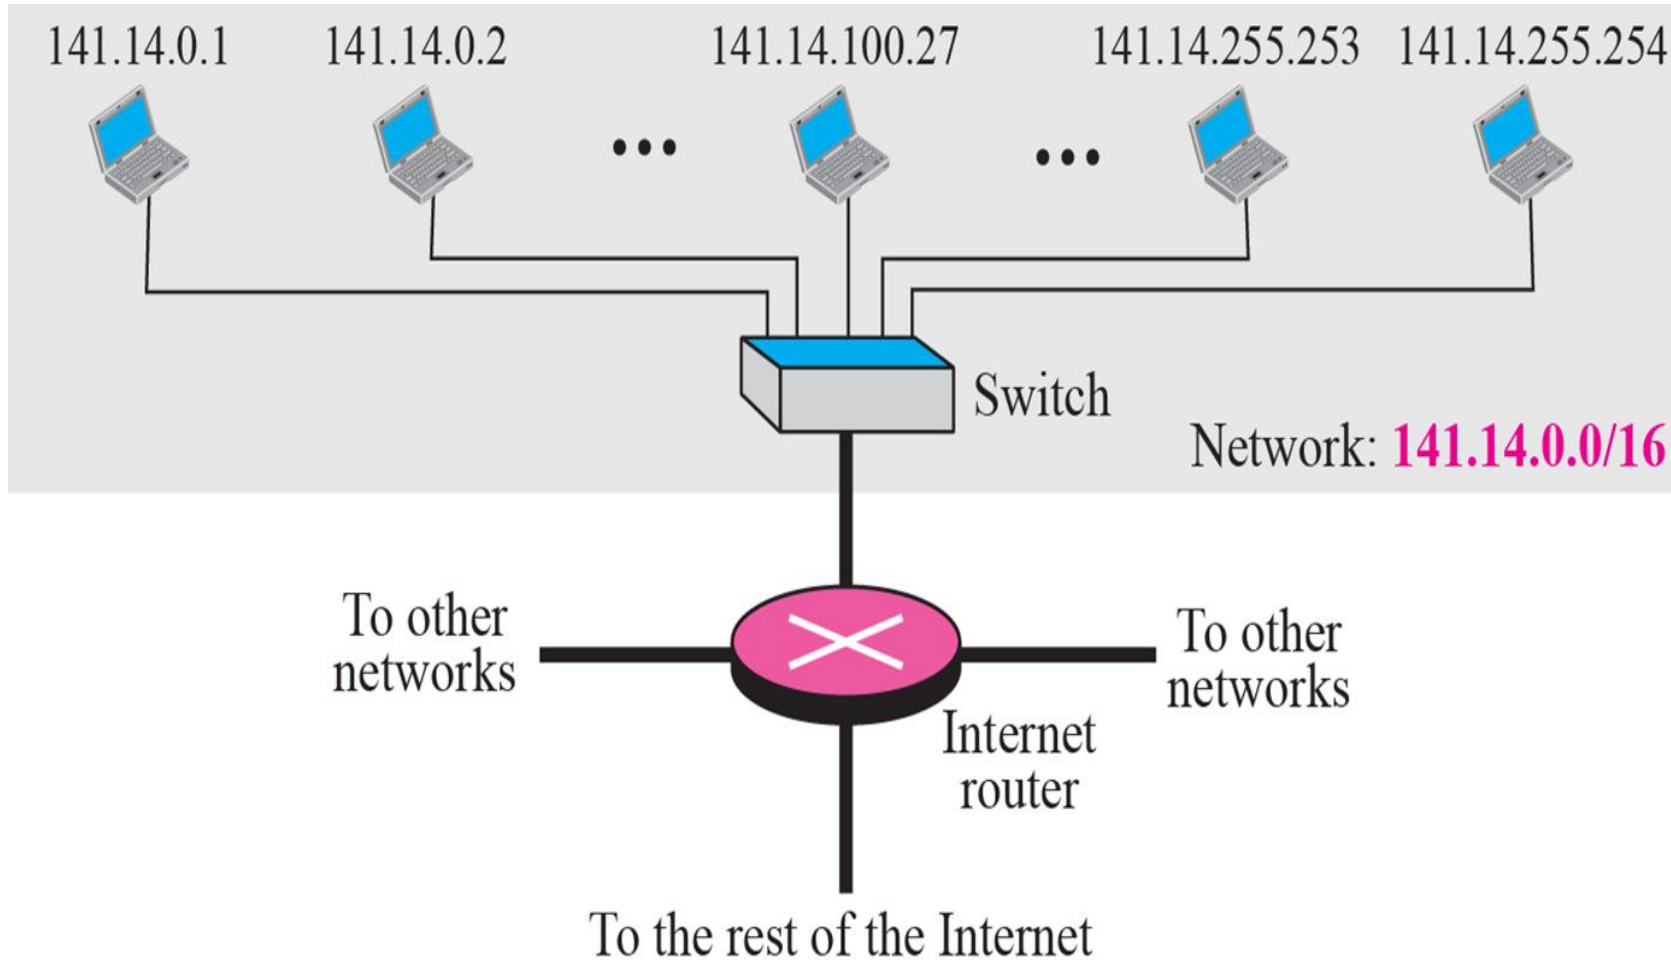 141.14.0.1
141.14.0.2
141.14.100.27
141.14.255.253
141.14.255.254
Switch
Network: 141.14.0.0/16
To other
networks
To other
networks
Internet
router
To the rest of the Internet